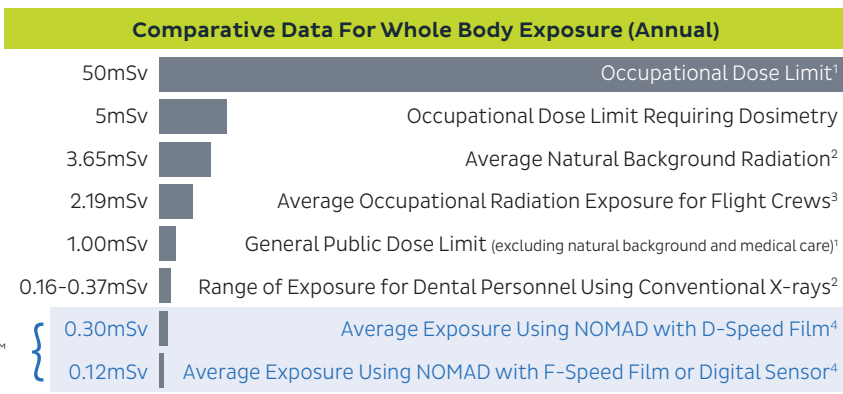 Comparative Data For Whole Body Exposure (Annual)
50mSv Occupational Dose Limit¹
5mSv Occupational Dose Limit Requiring Dosimetry
3.65mSv Average Natural Background Radiation²
2.19mSv Average Occupational Radiation Exposure for Flight Crews³
1.00mSv General Public Dose Limit (excluding natural background and medical care)¹
0.16-0.37mSv Range of Exposure for Dental Personnel Using Conventional X-rays²
0.30mSv Average Exposure Using NOMAD with D-Speed Film⁴
0.12mSv Average Exposure Using NOMAD with F-Speed Film or Digital Sensor⁴